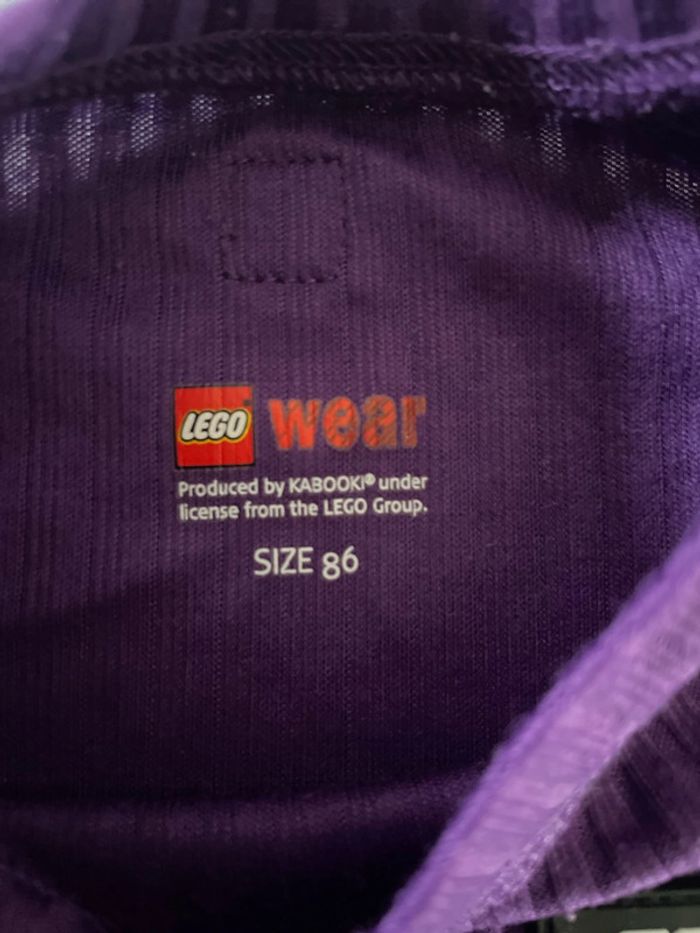 LEGO wear
Produced by KABOOKI® under
license from the LEGO Group.
SIZE 86